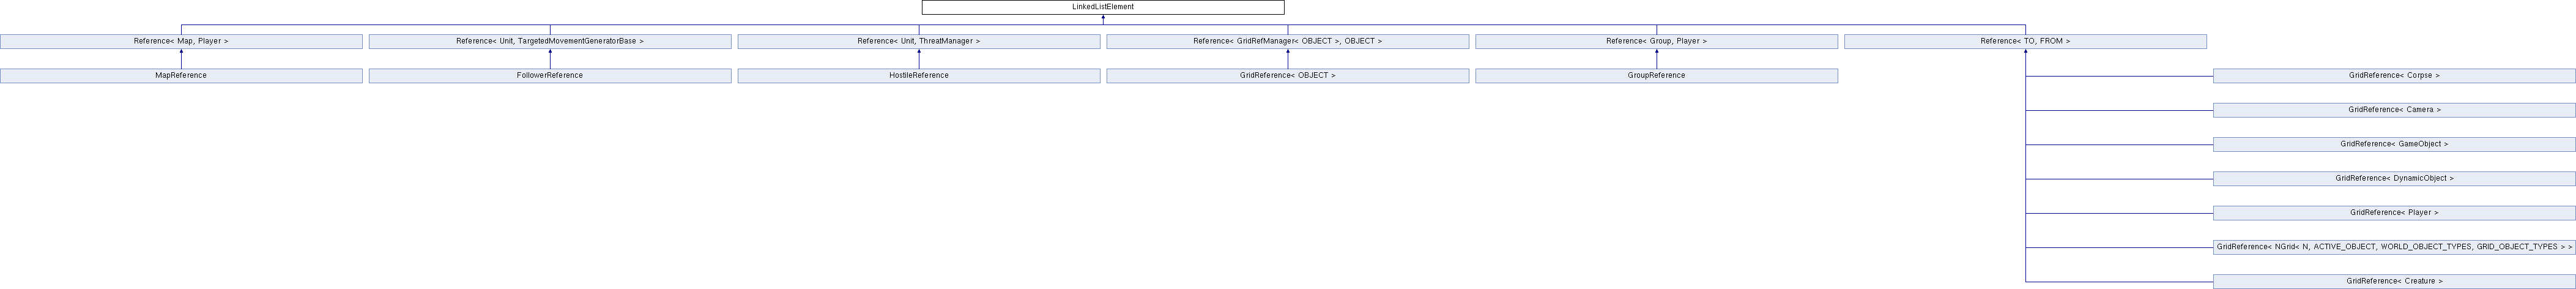 LinkedListElement
Reference< Map, Player >
Reference< Unit, TargetedMovementGeneratorBase >
Reference< Unit, ThreatManager >
Reference< GridRefManager< OBJECT >, OBJECT >
Reference< Group, Player >
Reference< TO, FROM >
MapReference
FollowerReference
HostileReference
GridReference< OBJECT >
GroupReference
GridReference< Corpse >
GridReference< Camera >
GridReference< GameObject >
GridReference< DynamicObject >
GridReference< Player >
GridReference< NGrid< N, ACTIVE_OBJECT, WORLD_OBJECT_TYPES, GRID_OBJECT_TYPES > >
GridReference< Creature >